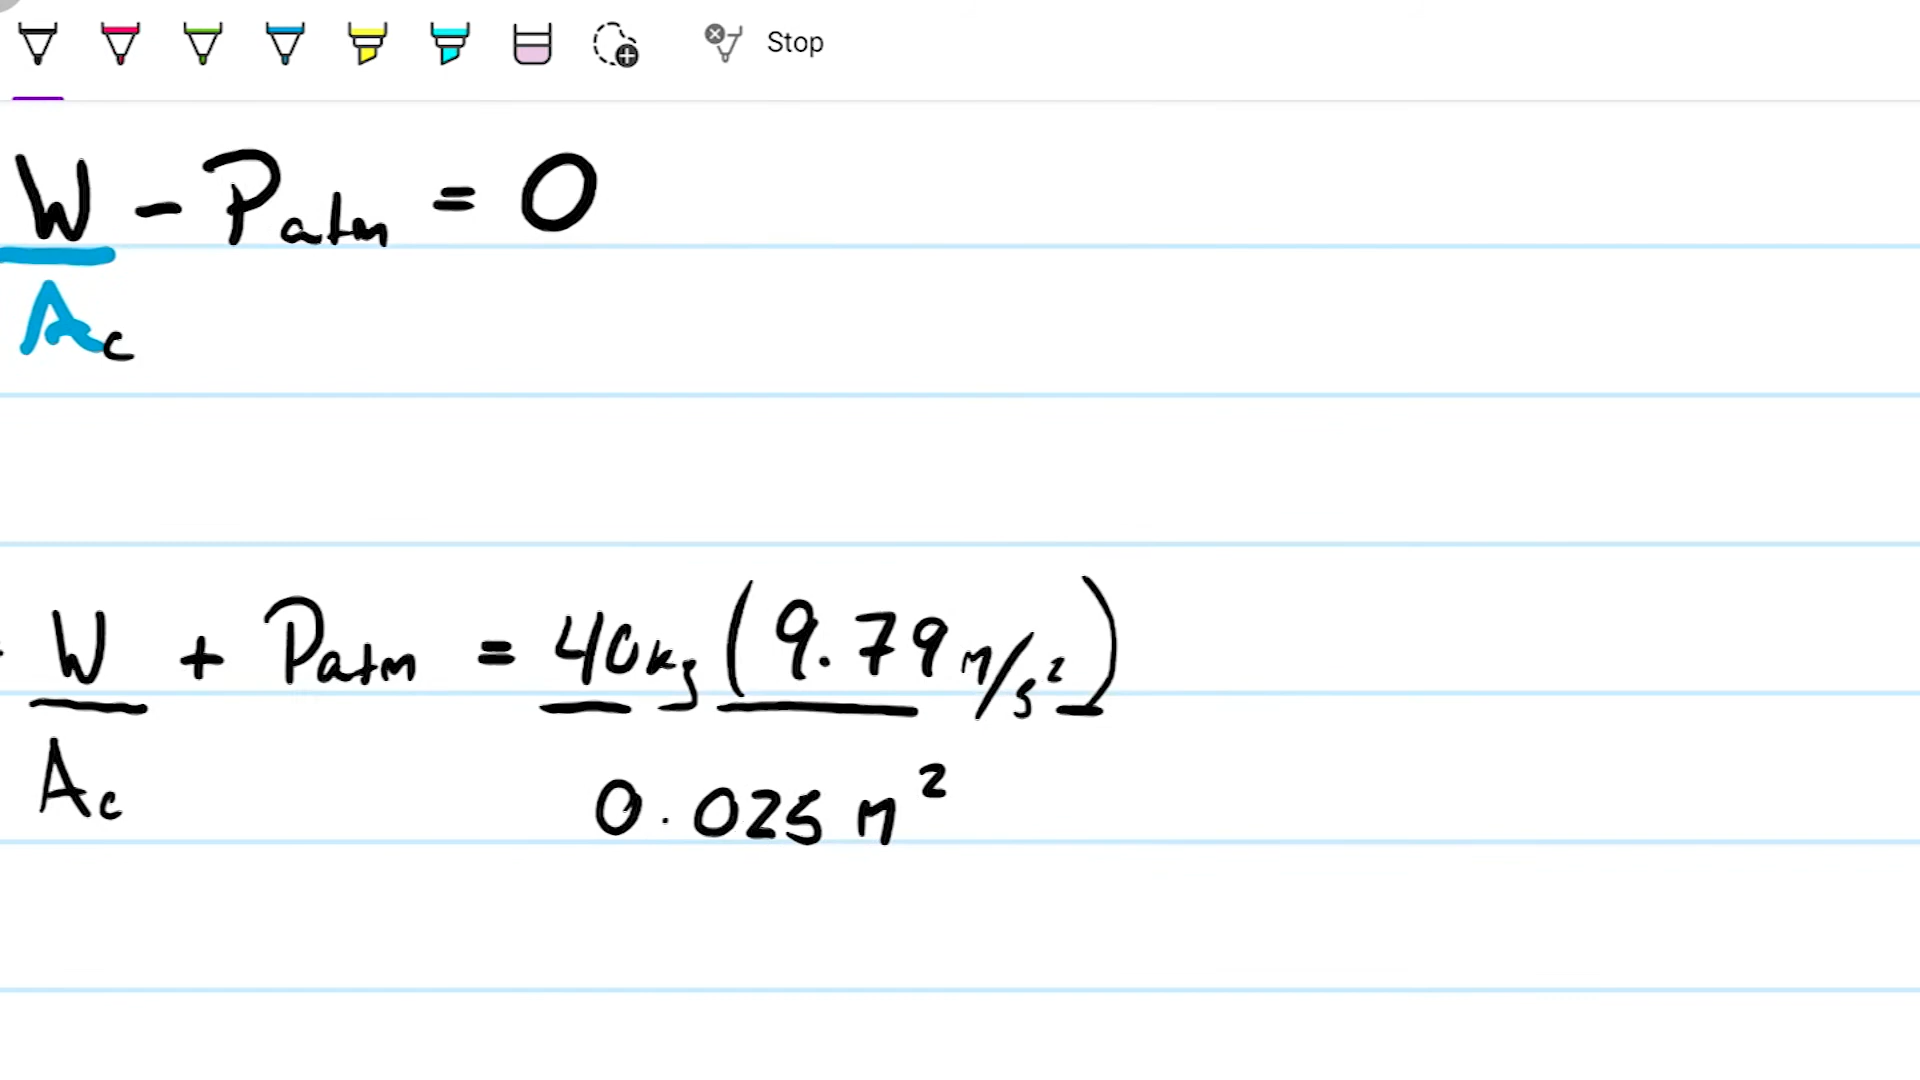 Stop
W - Patm = 0
Ac
W + Patm = 40kg (9.79 m/s²)
Ac 0.025 m²